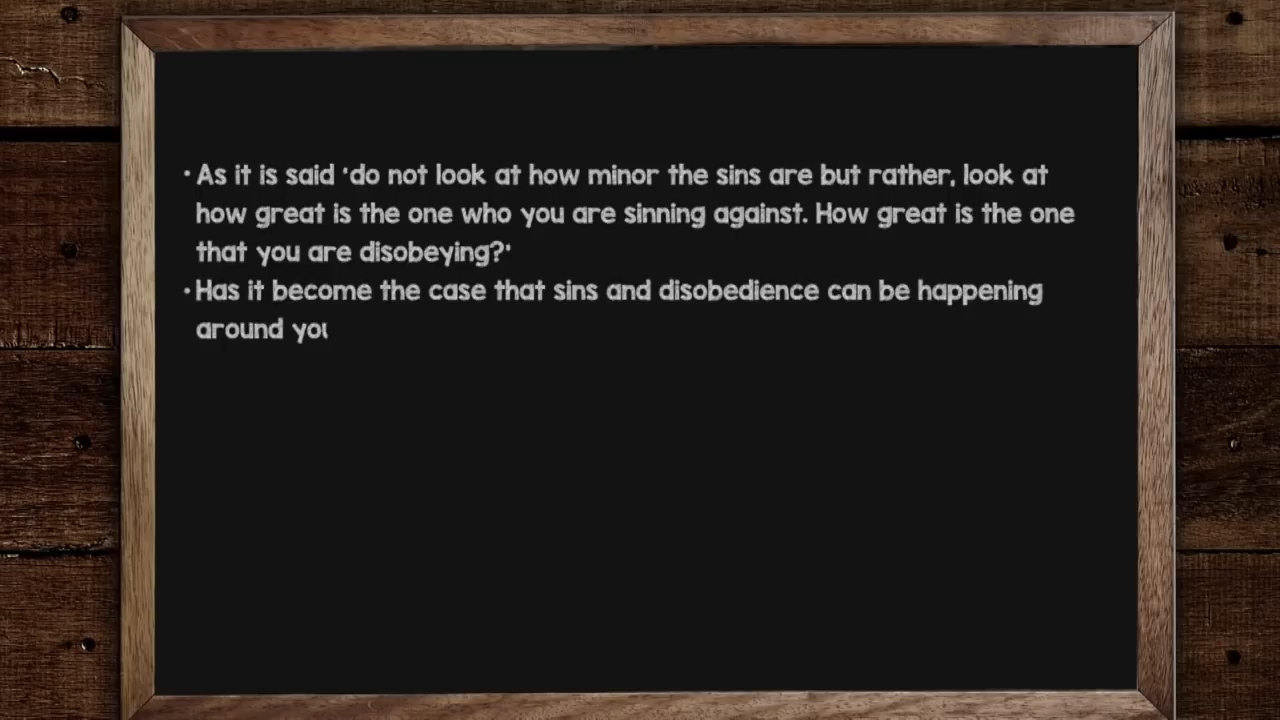 • As it is said 'do not look at how minor the sins are but rather, look at
how great is the one who you are sinning against. How great is the one
that you are disobeying?'
• Has it become the case that sins and disobedience can be happening
around you